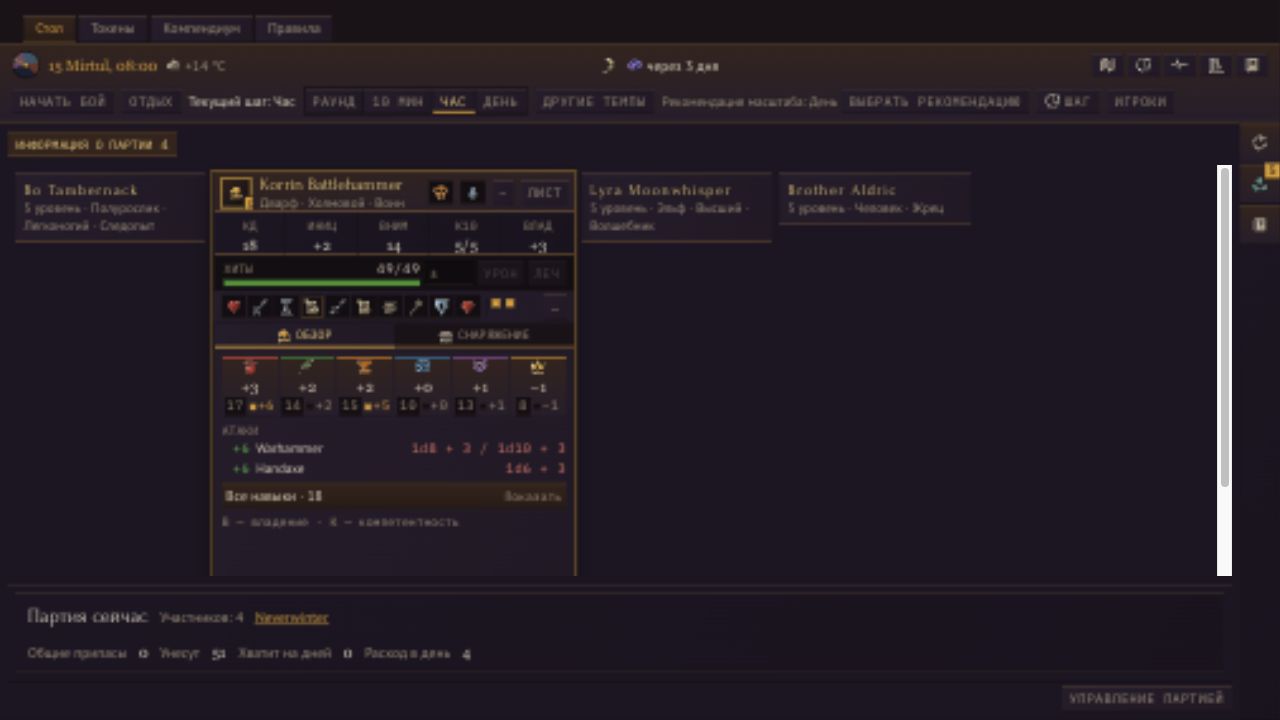 Стол Токены Компендиум Правила
15 Mirtul, 08:00 +14 °C через 3 дня
НАЧАТЬ БОЙ ОТДЫХ Текущий шаг: Час РАУНД 10 МИН ЧАС ДЕНЬ ДРУГИЕ ТЕМПЫ Рекомендация масштаба: День ВЫБРАТЬ РЕКОМЕНДАЦИЮ ШАГ ИГРОКИ
ИНФОРМАЦИЯ О ПАРТИИ 4
Bo Tambernack
5 уровень · Полурослик ·
Легконогий · Следопыт
Korrin Battlehammer
Дварф · Холмовой · Воин
ЛИСТ
КД ИНИЦ ВНИМ К10 ВЛАД
18 +2 14 5/5 +3
ХИТЫ 49/49 УРОН ЛЕЧ
ОБЗОР СНАРЯЖЕНИЕ
+3 +2 +2 +0 +1 −1
17 +6 14 +2 15 +5 10 +0 13 +1 8 −1
АТАКИ
+6 Warhammer 1d8 + 3 / 1d10 + 3
+6 Handaxe 1d6 + 3
Все навыки · 18 Показать
В — владение · К — компетентность
Lyra Moonwhisper
5 уровень · Эльф · Высший ·
Волшебник
Brother Aldric
5 уровень · Человек · Жрец
Партия сейчас Участников: 4 Neverwinter
Общие припасы 0 Унесут 51 Хватит на дней 0 Расход в день 4
УПРАВЛЕНИЕ ПАРТИЕЙ